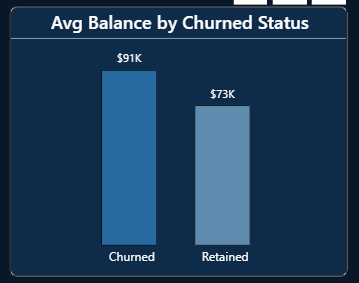 Avg Balance by Churned Status
$91K
$73K
Churned Retained